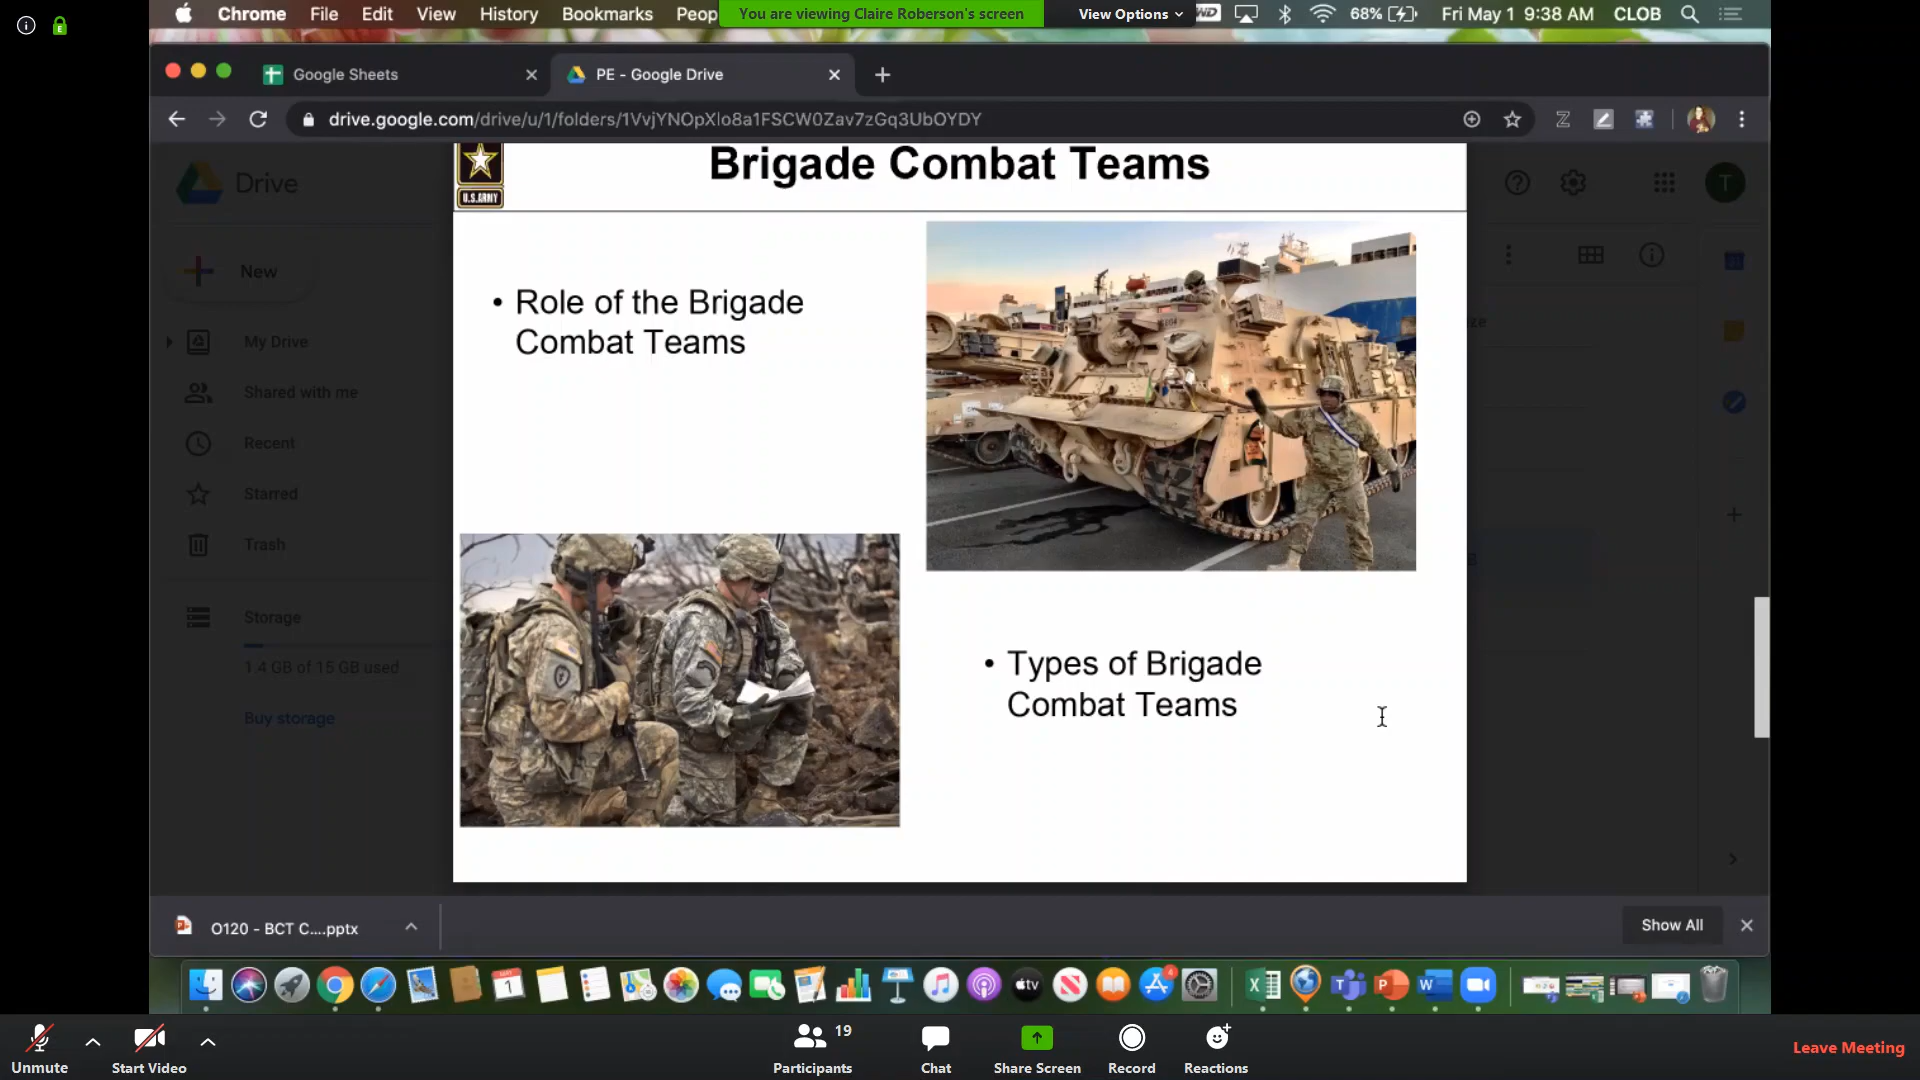 Chrome File Edit View History Bookmarks Peop
You are viewing Claire Roberson's screen
View Options
68%
Fri May 1 9:38 AM CLOB
Google Sheets
PE - Google Drive
drive.google.com/drive/u/1/folders/1VvjYNOpXlo8a1FSCW0Zav7zGq3UbOYDY
Drive
T
New
My Drive
Shared with me
Recent
Starred
Trash
Storage
1.4 GB of 15 GB used
Buy storage
U.S.ARMY
Brigade Combat Teams
• Role of the Brigade
Combat Teams
• Types of Brigade
Combat Teams
O120 - BCT C....pptx
Show All
1
tv
4
Unmute
Start Video
19
Participants
Chat
Share Screen
Record
Reactions
Leave Meeting